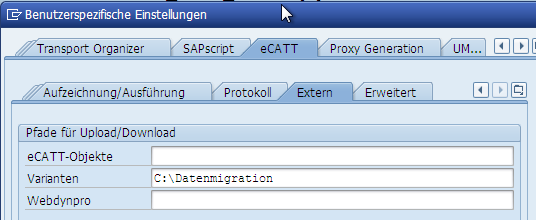 Benutzerspezifische Einstellungen
Transport Organizer SAPscript eCATT Proxy Generation UM...
Aufzeichnung/Ausführung Protokoll Extern Erweitert
Pfade für Upload/Download
eCATT-Objekte
Varianten C:\Datenmigration
Webdynpro